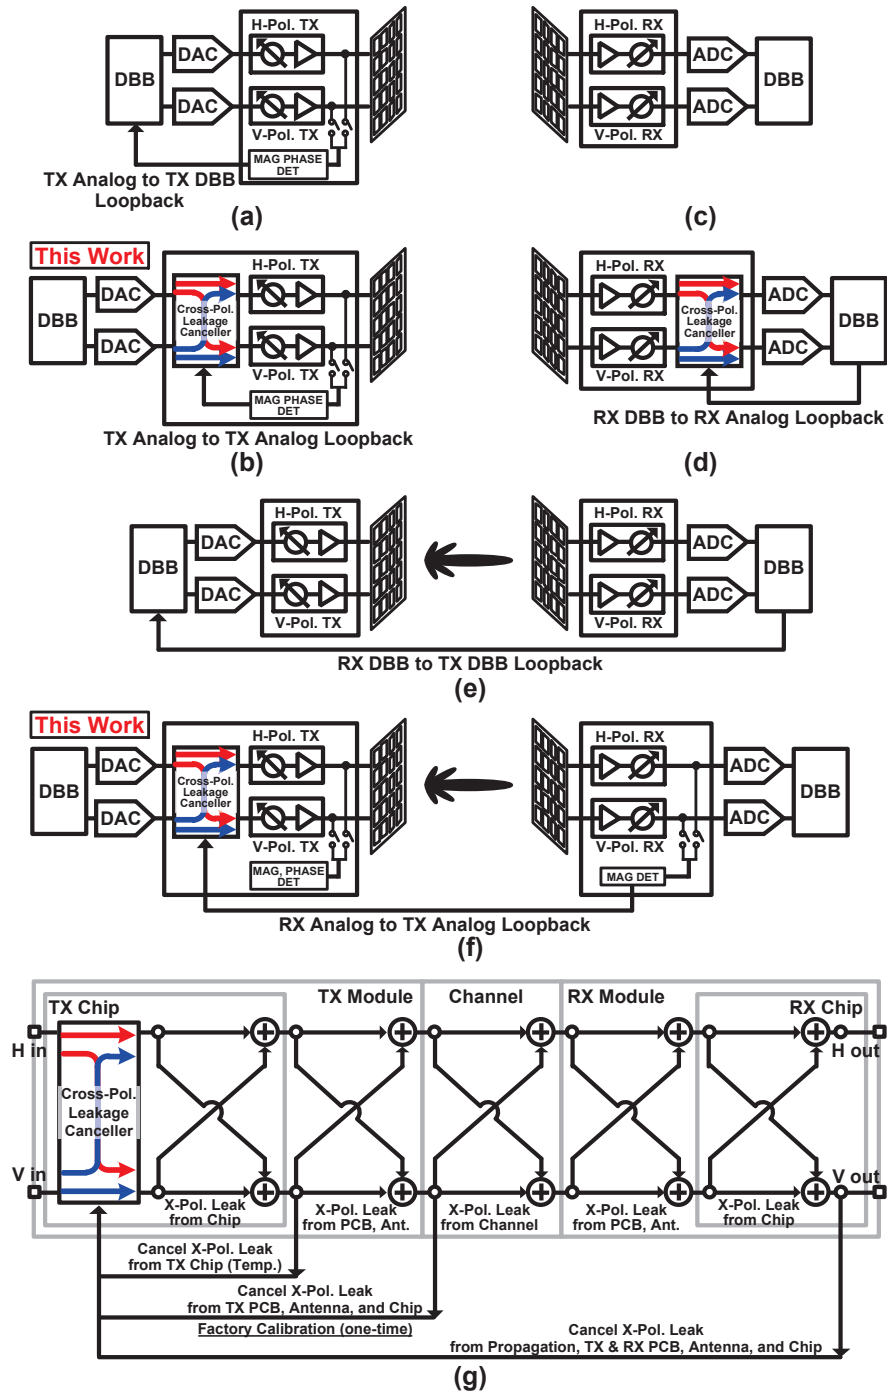 H-Pol. TX
DBB
DAC
DAC
V-Pol. TX
MAG PHASE
DET
TX Analog to TX DBB
Loopback
(a)
H-Pol. RX
ADC
ADC
DBB
V-Pol. RX
(c)
This Work
H-Pol. TX
DBB
DAC
DAC
Cross-Pol.
Leakage
Canceller
V-Pol. TX
MAG PHASE
DET
TX Analog to TX Analog Loopback
(b)
H-Pol. RX
Cross-Pol.
Leakage
Canceller
ADC
ADC
DBB
V-Pol. RX
RX DBB to RX Analog Loopback
(d)
H-Pol. TX
DBB
DAC
DAC
V-Pol. TX
H-Pol. RX
ADC
ADC
DBB
V-Pol. RX
RX DBB to TX DBB Loopback
(e)
This Work
H-Pol. TX
DBB
DAC
DAC
Cross-Pol.
Leakage
Canceller
V-Pol. TX
MAG, PHASE
DET
H-Pol. RX
ADC
ADC
DBB
V-Pol. RX
MAG DET
RX Analog to TX Analog Loopback
(f)
TX Chip
TX Module
Channel
RX Module
RX Chip
H in
H out
Cross-Pol.
Leakage
Canceller
V in
V out
X-Pol. Leak
from Chip
X-Pol. Leak
from PCB, Ant.
X-Pol. Leak
from Channel
X-Pol. Leak
from PCB, Ant.
X-Pol. Leak
from Chip
Cancel X-Pol. Leak
from TX Chip (Temp.)
Cancel X-Pol. Leak
from TX PCB, Antenna, and Chip
Factory Calibration (one-time)
Cancel X-Pol. Leak
from Propagation, TX & RX PCB, Antenna, and Chip
(g)